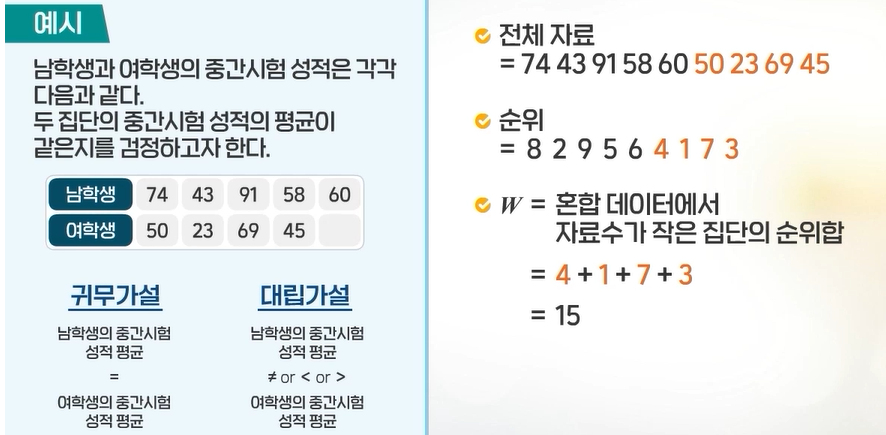 예시
남학생과 여학생의 중간시험 성적은 각각
다음과 같다.
두 집단의 중간시험 성적의 평균이
같은지를 검정하고자 한다.
남학생 74 43 91 58 60
여학생 50 23 69 45
귀무가설
남학생의 중간시험
성적 평균
=
여학생의 중간시험
성적 평균
대립가설
남학생의 중간시험
성적 평균
≠ or < or >
여학생의 중간시험
성적 평균
전체 자료
= 74 43 91 58 60 50 23 69 45
순위
= 8 2 9 5 6 4 1 7 3
W = 혼합 데이터에서
자료수가 작은 집단의 순위합
= 4 + 1 + 7 + 3
= 15